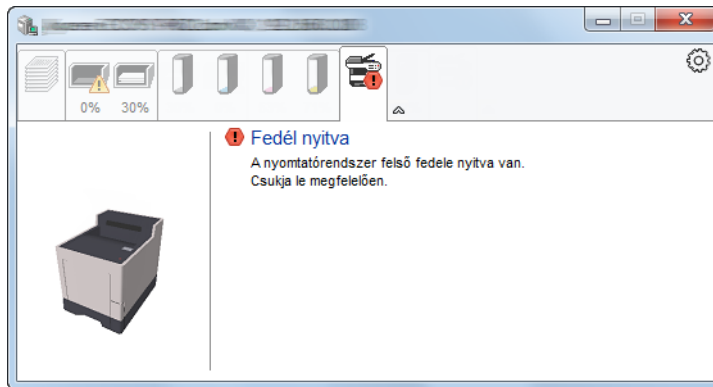 0% 30%
Fedél nyitva
A nyomtatórendszer felső fedele nyitva van.
Csukja le megfelelően.